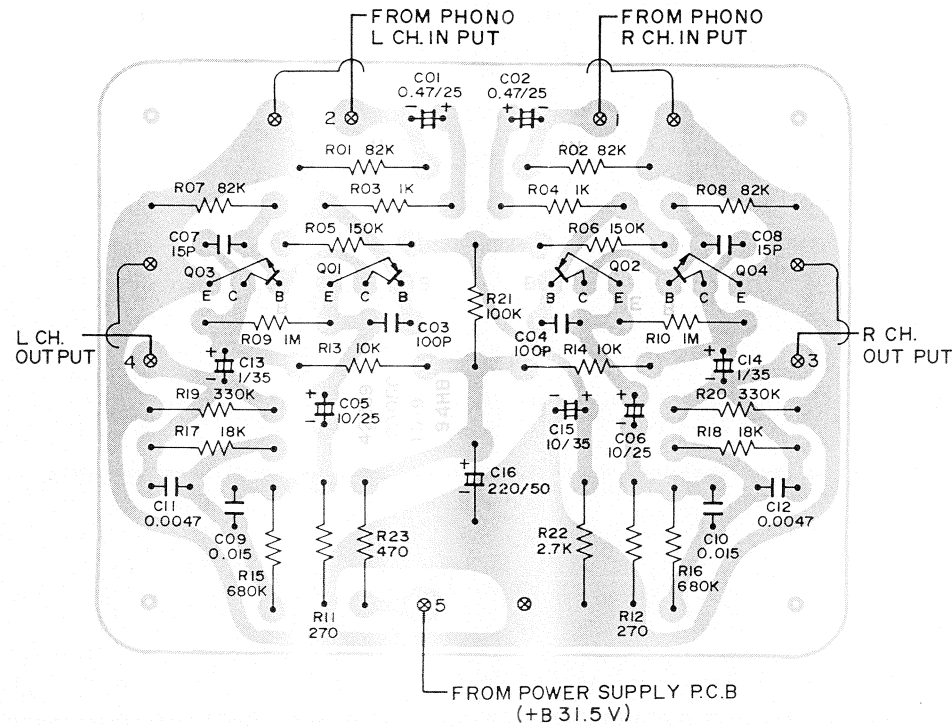 FROM PHONO
L CH. IN PUT
FROM PHONO
R CH. IN PUT
2
C01
0.47/25
- +
C02
0.47/25
+ -
1
R01 82K
R02 82K
R07 82K
R03 1K
R04 1K
R08 82K
C07
15P
R05 150K
R06 150K
C08
15P
Q03
Q01
Q02
Q04
E C B
E C B
B C E
B C E
R21
100K
R09 1M
C03
100P
C04
100P
R10 1M
L CH.
OUT PUT
4
R CH.
OUT PUT
3
+
-
C13
1/35
R13 10K
R14 10K
+
-
C14
1/35
R19 330K
+
-
C05
10/25
- +
C15
10/35
+
-
C06
10/25
R20 330K
R17 18K
R18 18K
+
-
C16
220/50
C11
0.0047
C09
0.015
R15
680K
R11
270
R23
470
R22
2.7K
R12
270
R16
680K
C10
0.015
C12
0.0047
5
FROM POWER SUPPLY P.C.B
(+B 31.5 V)